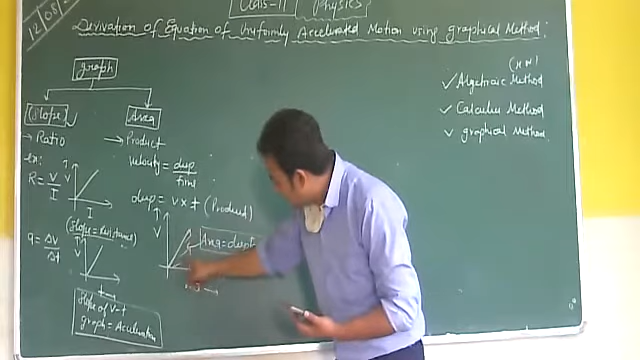 12/08/
Class-11 Physics
Derivation of Equation of Uniformly Accelerated Motion using graphical Method:
graph
Slope
Area
→ Ratio
→ Product
ex:
R = V/I
V
I
(Slope = Resistance)
a = Δv/Δt
V
Slope of v-t
graph = Acceleration
velocity = disp/time
disp = v x t (Product)
V
Area = disp
✓ Algebraic Method
✓ Calculus Method
✓ graphical Method